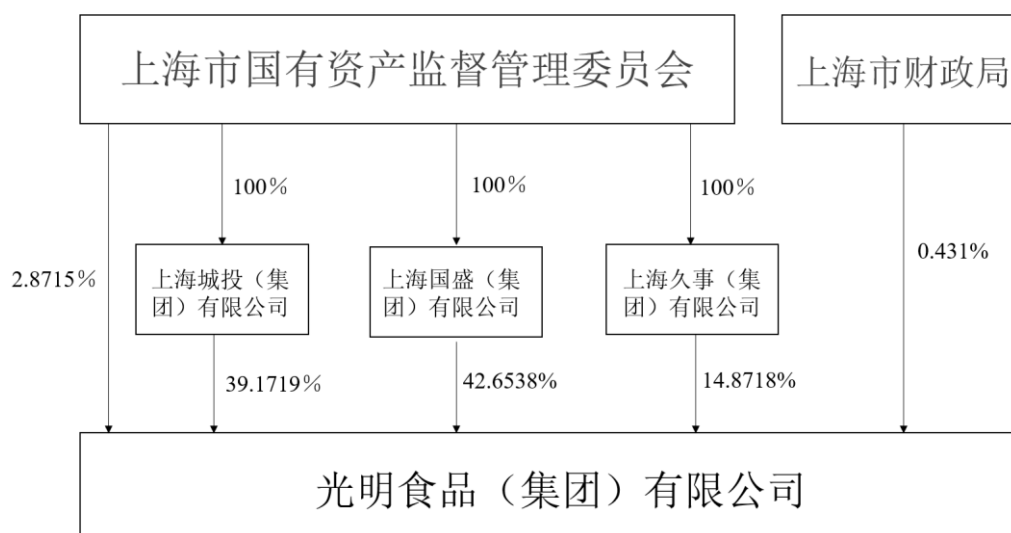 上海市国有资产监督管理委员会
上海市财政局
100%
100%
100%
2.8715%
上海城投（集
团）有限公司
上海国盛（集
团）有限公司
上海久事（集
团）有限公司
0.431%
39.1719%
42.6538%
14.8718%
光明食品（集团）有限公司